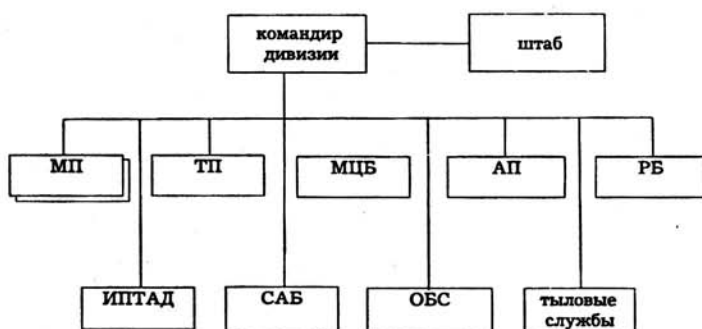 командир
дивизии
штаб
МП
ТП
МЦБ
АП
РБ
ИПТАД
САБ
ОБС
тыловые
службы